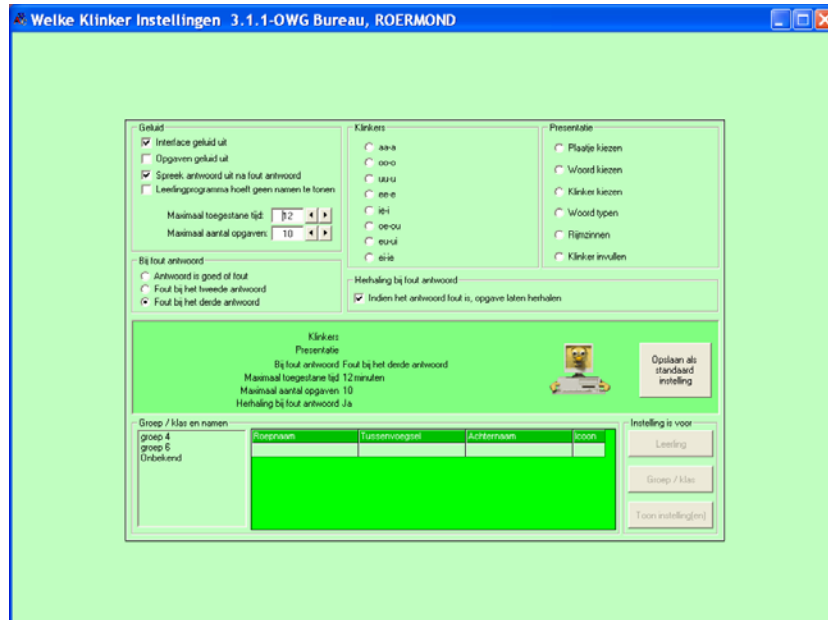 Welke Klinker Instellingen 3.1.1-OWG Bureau, ROERMOND
Geluid
Interface geluid uit
Opgaven geluid uit
Spreek antwoord uit na fout antwoord
Leerlingprogramma hoeft geen namen te tonen
Maximaal toegestane tijd: 12
Maximaal aantal opgaven: 10
Bij fout antwoord
Antwoord is goed of fout
Fout bij het tweede antwoord
Fout bij het derde antwoord
Klinkers
aa-a
oo-o
uu-u
ee-e
ie-i
oe-ou
eu-ui
ei-ie
Presentatie
Plaatje kiezen
Woord kiezen
Klinker kiezen
Woord typen
Rijmzinnen
Klinker invullen
Herhaling bij fout antwoord
Indien het antwoord fout is, opgave laten herhalen
Klinkers
Presentatie
Bij fout antwoord Fout bij het derde antwoord
Maximaal toegestane tijd 12 minuten
Maximaal aantal opgaven 10
Herhaling bij fout antwoord Ja
Opslaan als
standaard
instelling
Groep / klas en namen
groep 4
groep 6
Onbekend
Roepnaam Tussenvoegsel Achternaam Icoon
Instelling is voor
Leerling
Groep / klas
Toon instelling(en)